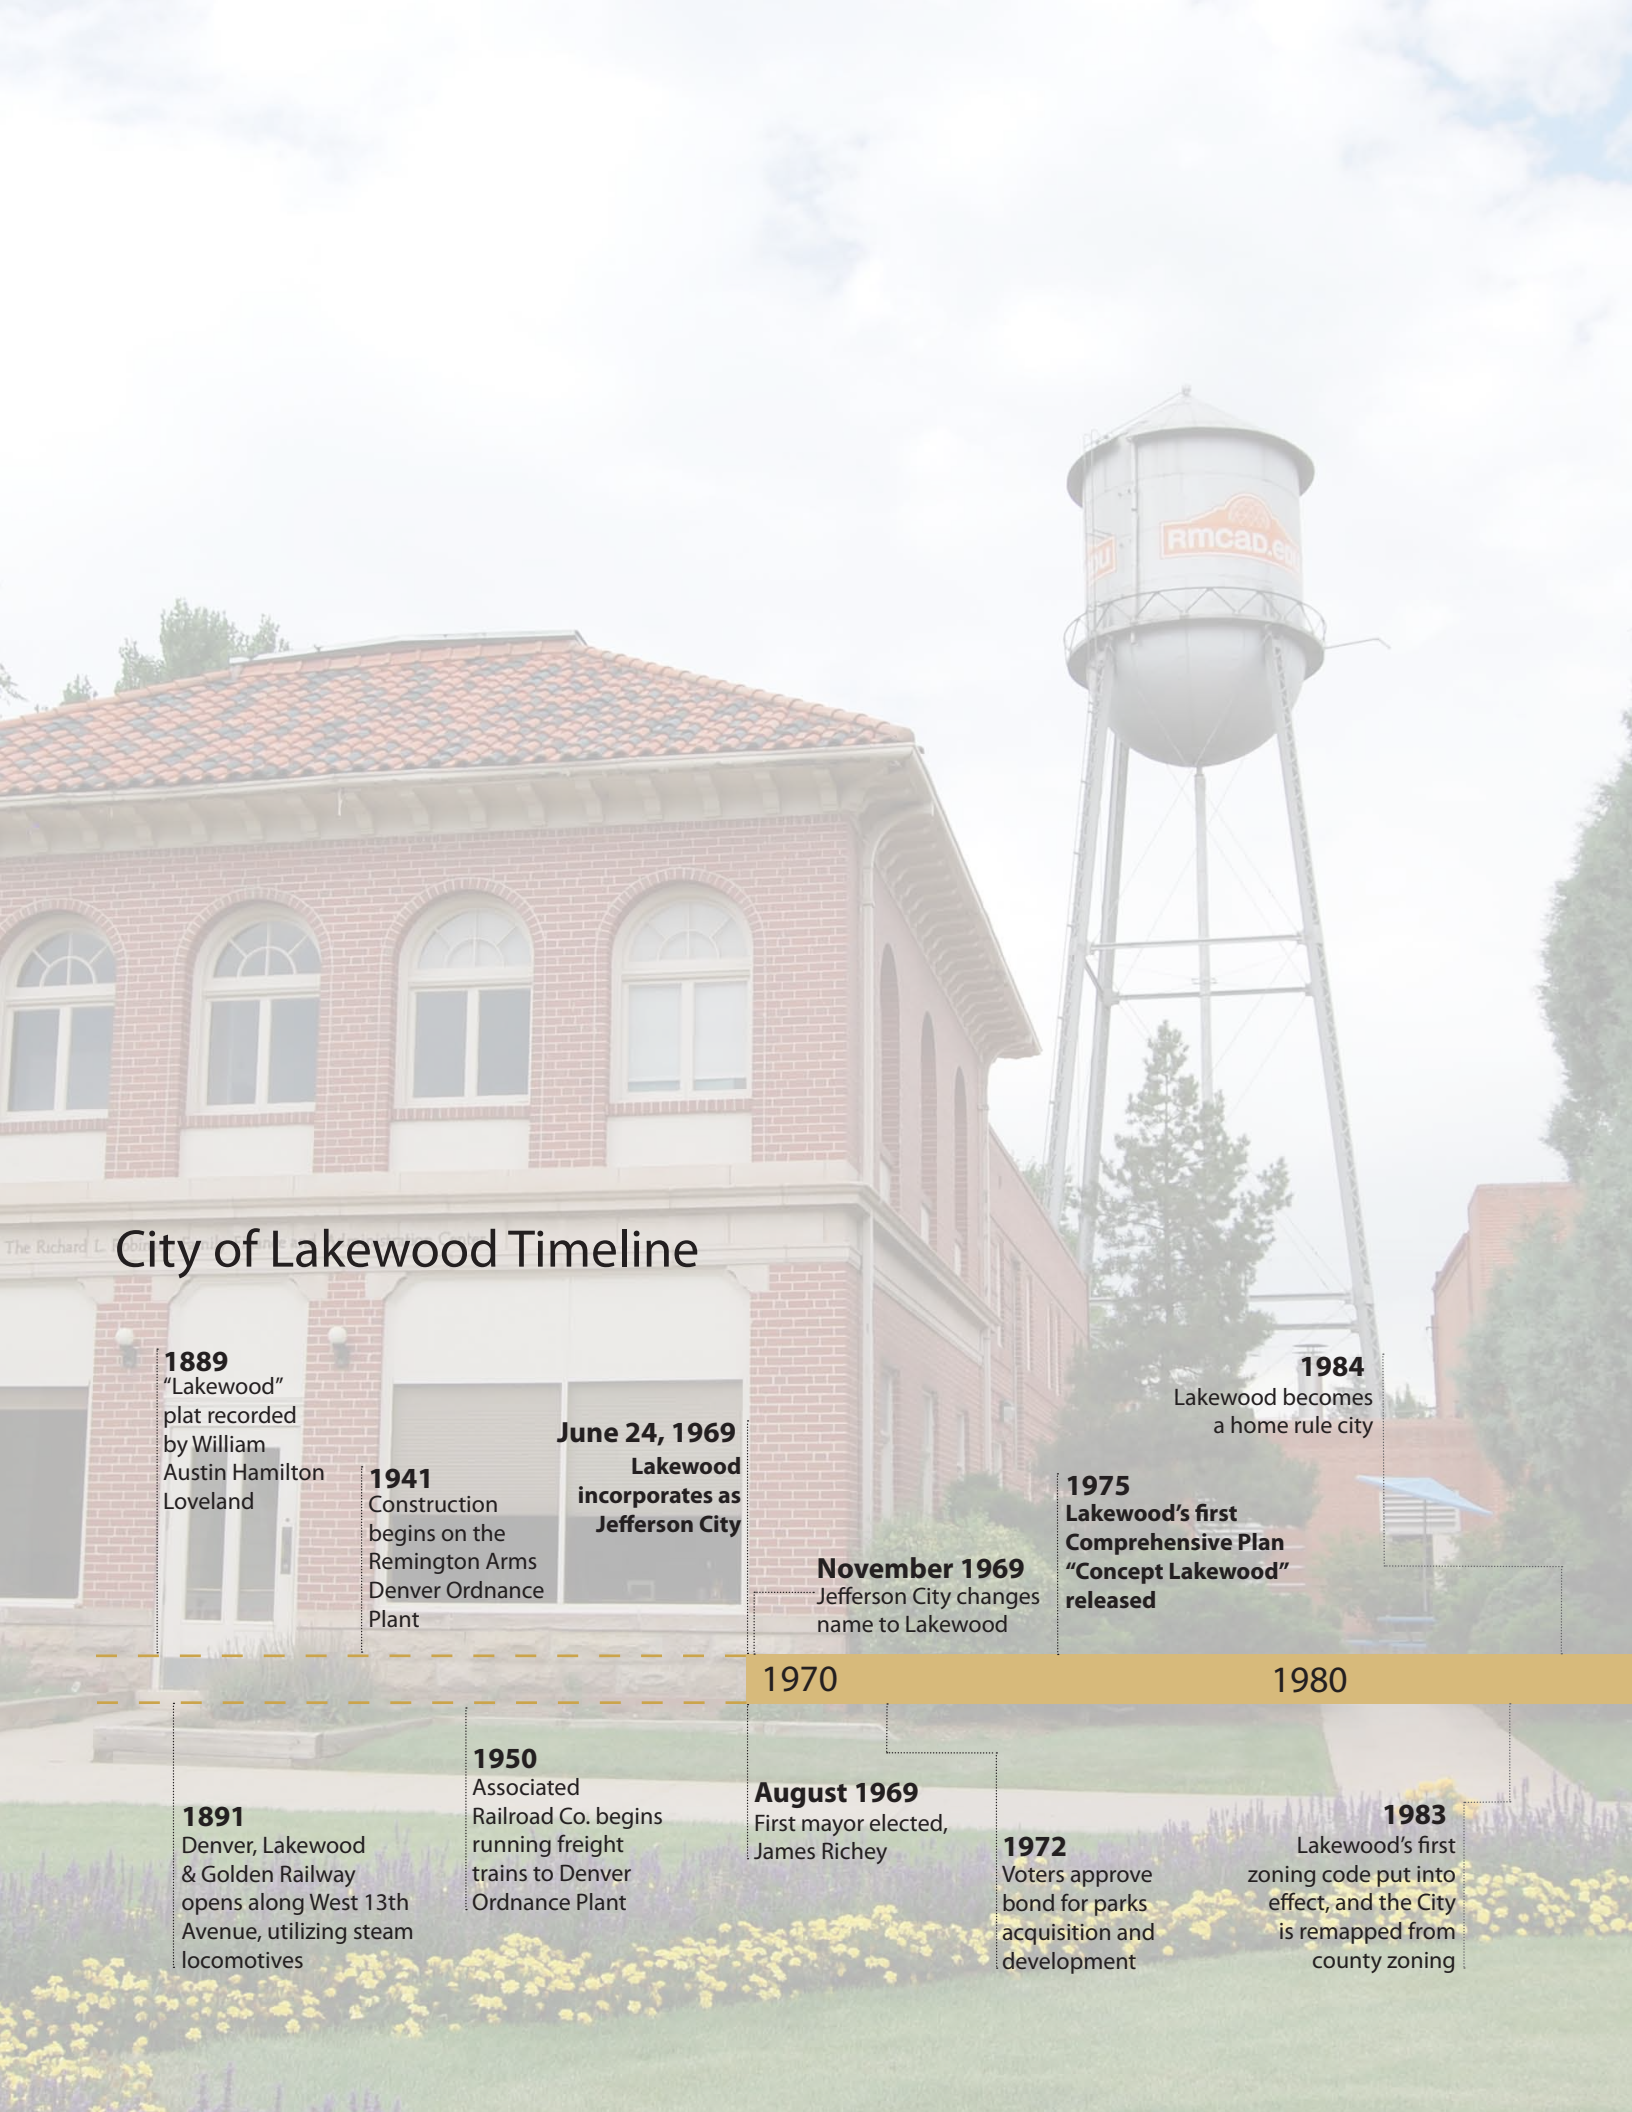 RMCAD.edu
The Richard L.
City of Lakewood Timeline
1889
“Lakewood”
plat recorded
by William
Austin Hamilton
Loveland
1941
Construction
begins on the
Remington Arms
Denver Ordnance
Plant
June 24, 1969
Lakewood
incorporates as
Jefferson City
November 1969
Jefferson City changes
name to Lakewood
1975
Lakewood’s first
Comprehensive Plan
“Concept Lakewood”
released
1984
Lakewood becomes
a home rule city
1970
1980
1891
Denver, Lakewood
& Golden Railway
opens along West 13th
Avenue, utilizing steam
locomotives
1950
Associated
Railroad Co. begins
running freight
trains to Denver
Ordnance Plant
August 1969
First mayor elected,
James Richey
1972
Voters approve
bond for parks
acquisition and
development
1983
Lakewood’s first
zoning code put into
effect, and the City
is remapped from
county zoning